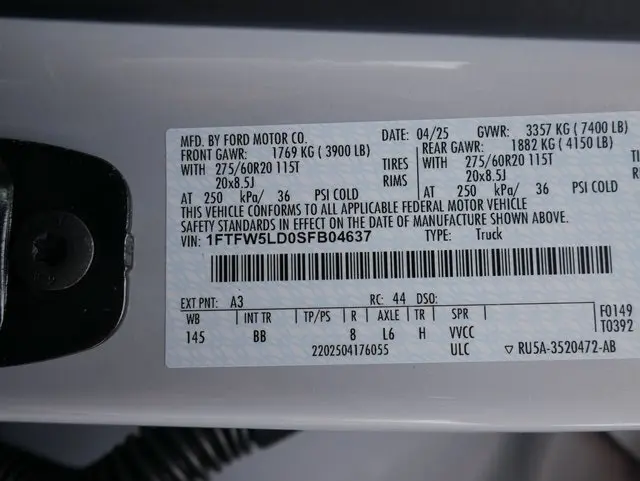 MFD. BY FORD MOTOR CO. 04/25 GVWR: 3357 KG ( 7400 LB)
FRONT GAWR: 1769 KG ( 3900 LB) REAR GAWR: 1882 KG ( 4150 LB)
WITH 275/60R20 115T TIRES WITH 275/60R20 115T TIRES
20x8.5J RIMS 20x8.5J RIMS
AT 250 kPa/ 36 PSI COLD AT 250 kPa/ 36 PSI COLD
THIS VEHICLE CONFORMS TO ALL APPLICABLE FEDERAL MOTOR VEHICLE
SAFETY STANDARDS IN EFFECT ON THE DATE OF MANUFACTURE SHOWN ABOVE.
VIN: 1FTFW5LD0SFB04637 TYPE: Truck
EXT PNT: A3 RC: 44 DSO:
WB INT TR TP/PS R AXLE TR SPR F0149
145 BB 8 L6 H VVCC T0392
2202504176055 ULC ▽ RU5A-3520472-AB